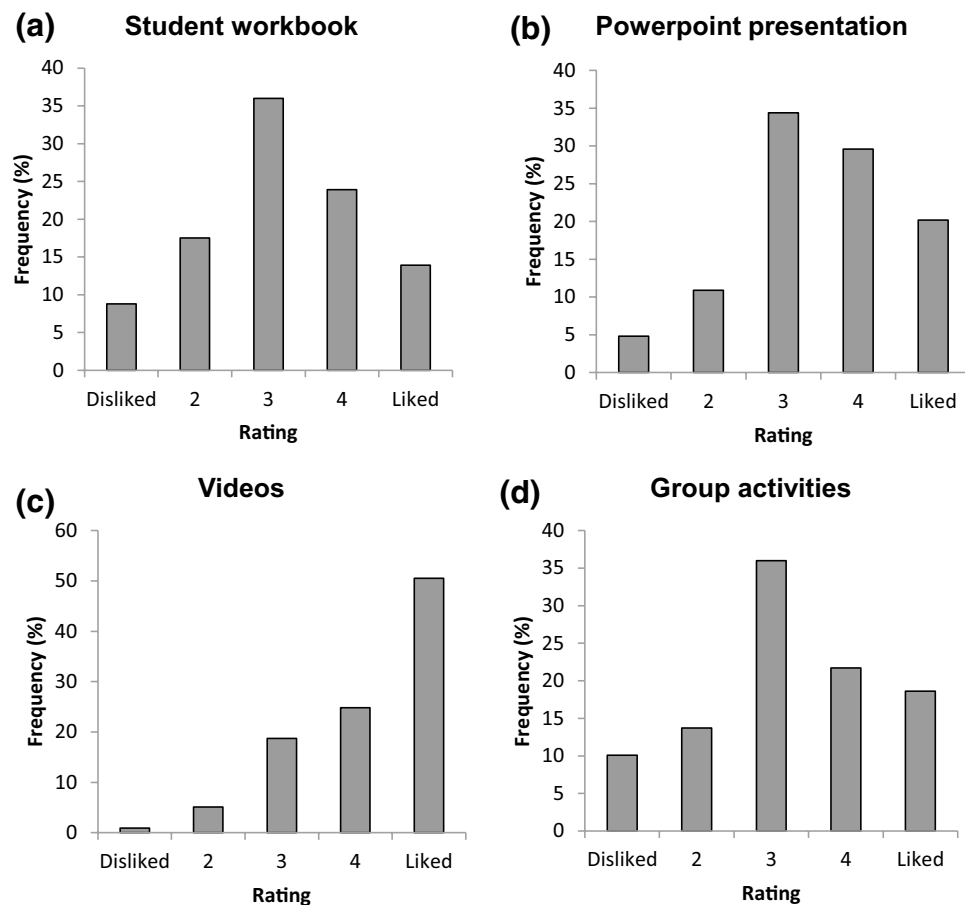 (a) Student workbook
40
35
30
25
20
15
10
5
0
Frequency (%)
Disliked 2 3 4 Liked
Rating
(b) Powerpoint presentation
40
35
30
25
20
15
10
5
0
Frequency (%)
Disliked 2 3 4 Liked
Rating
(c) Videos
60
50
40
30
20
10
0
Frequency (%)
Disliked 2 3 4 Liked
Rating
(d) Group activities
40
35
30
25
20
15
10
5
0
Frequency (%)
Disliked 2 3 4 Liked
Rating